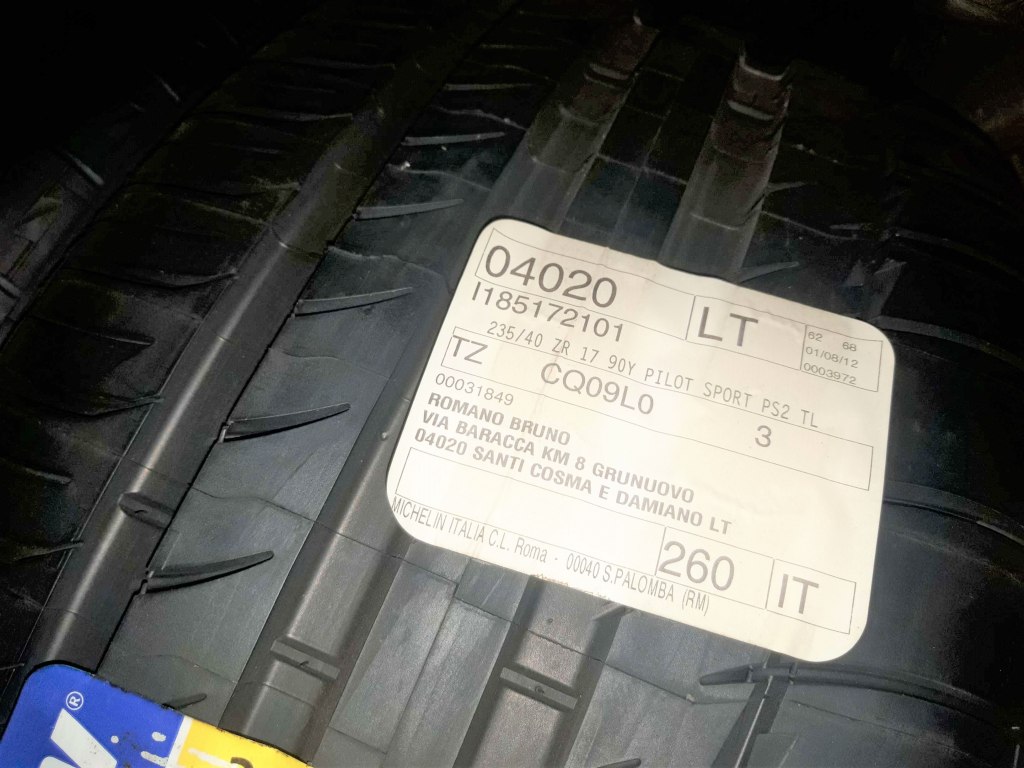 04020
LT
62 68
01/08/12
0003972
I185172101
235/40 ZR 17 90Y PILOT SPORT PS2 TL
TZ CQ09L0 3
00031849
ROMANO BRUNO
VIA BARACCA KM 8 GRUNUOVO
04020 SANTI COSMA E DAMIANO LT
260 IT
MICHELIN ITALIA C.L. Roma - 00040 S.PALOMBA (RM)
®